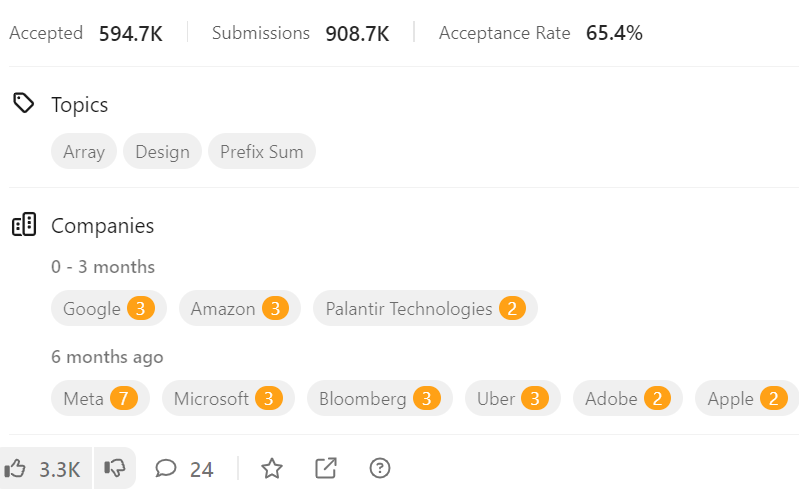 Accepted 594.7K Submissions 908.7K Acceptance Rate 65.4%
Topics
Array Design Prefix Sum
Companies
0 - 3 months
Google 3 Amazon 3 Palantir Technologies 2
6 months ago
Meta 7 Microsoft 3 Bloomberg 3 Uber 3 Adobe 2 Apple 2
3.3K 24